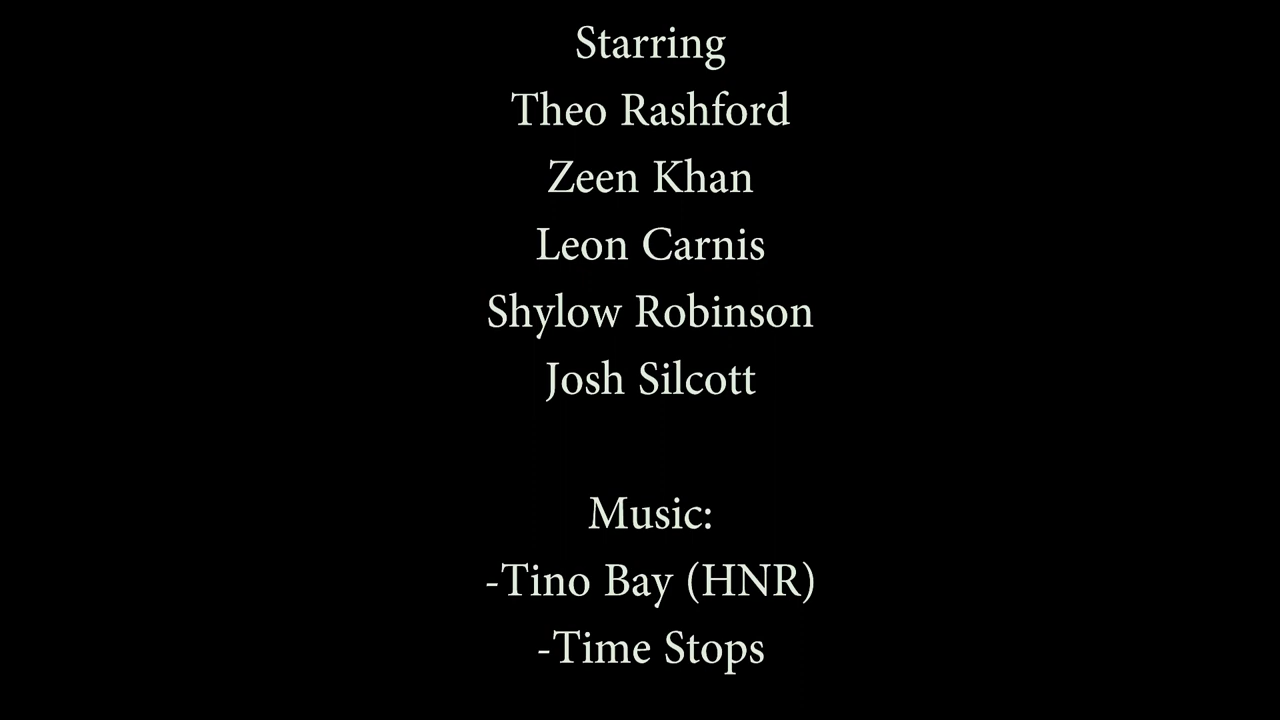 Starring
Theo Rashford
Zeen Khan
Leon Carnis
Shylow Robinson
Josh Silcott
Music:
-Tino Bay (HNR)
-Time Stops